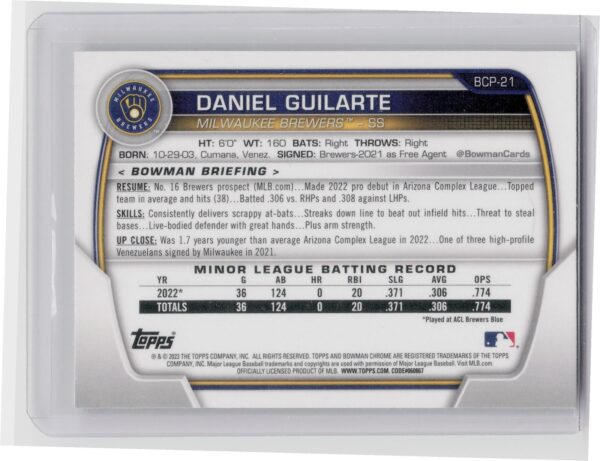 BCP-21
MILWAUKEE BREWERS
DANIEL GUILARTE
MILWAUKEE BREWERS™ - SS
HT: 6'0" WT: 160 BATS: Right THROWS: Right
BORN: 10-29-03, Cumana, Venez. SIGNED: Brewers-2021 as Free Agent @BowmanCards
< BOWMAN BRIEFING >
RESUME: No. 16 Brewers prospect (MLB.com)...Made 2022 pro debut in Arizona Complex League...Topped
team in average and hits (38)...Batted .306 vs. RHPs and .308 against LHPs.
SKILLS: Consistently delivers scrappy at-bats...Streaks down line to beat out infield hits...Threat to steal
bases...Live-bodied defender with great hands...Plus arm strength.
UP CLOSE: Was 1.7 years younger than average Arizona Complex League in 2022...One of three high-profile
Venezuelans signed by Milwaukee in 2021.
MINOR LEAGUE BATTING RECORD
YR G AB HR RBI SLG AVG OPS
2022* 36 124 0 20 .371 .306 .774
TOTALS 36 124 0 20 .371 .306 .774
*Played at ACL Brewers Blue
Topps
® & © 2023 THE TOPPS COMPANY, INC. ALL RIGHTS RESERVED. TOPPS AND BOWMAN CHROME ARE REGISTERED TRADEMARKS OF THE TOPPS
COMPANY, INC. Major League Baseball trademarks and copyrights are used with permission of Major League Baseball. Visit MLB.com.
OFFICIALLY LICENSED PRODUCT OF MLB. WWW.TOPPS.COM. CODE#060867